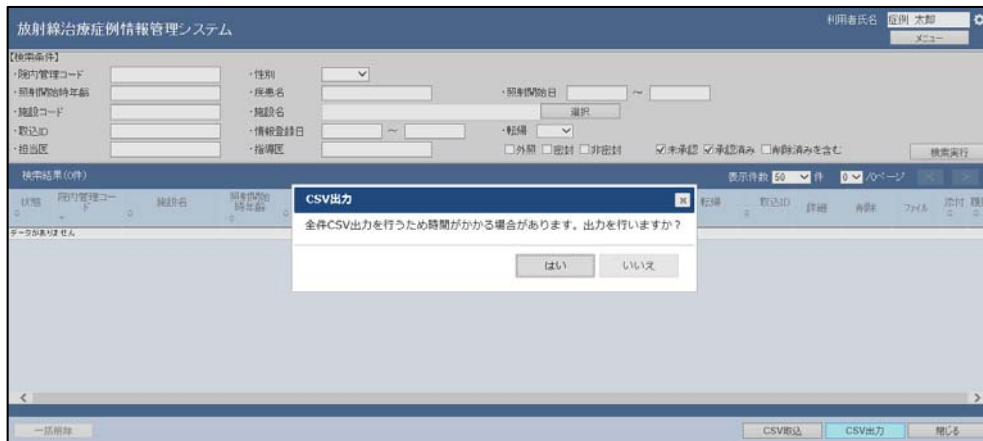 放射線治療症例情報管理システム
利用者氏名 症例 太郎
メニュー
【検索条件】
・院内管理コード ・性別
・照射開始時年齢 ・疾患名 ・照射開始日 ～
・施設コード ・施設名 選択
・取込ID ・情報登録日 ～ ・転帰
・担当医 ・指導医 □外照 □密封 □非密封 ☑未承認 ☑承認済み □削除済みを含む 検索実行
検索結果(0件) 表示件数 50 件 0 /0ページ < >
状態 院内管理コード 施設名 照射開始時年齢 転帰 取込ID 詳細 削除 ファイル 添付
データがありません
CSV出力
全件CSV出力を行うため時間がかかる場合があります。出力を行いますか？
はい いいえ
一括削除 CSV取込 CSV出力 閉じる